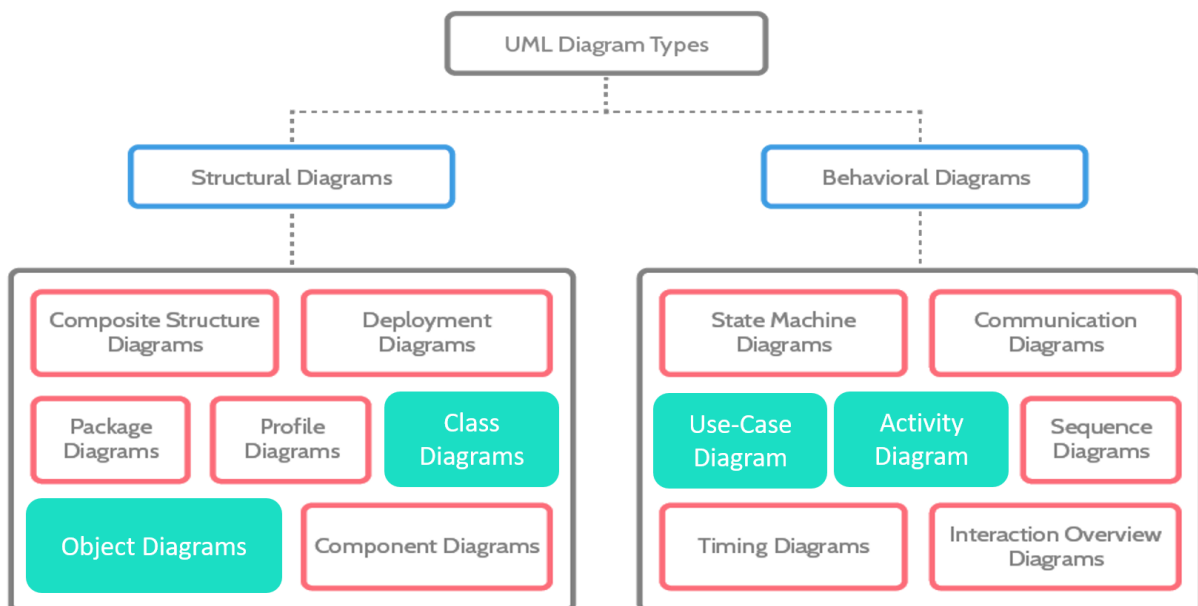 UML Diagram Types
Structural Diagrams
Behavioral Diagrams
Composite Structure
Diagrams
Deployment
Diagrams
Package
Diagrams
Profile
Diagrams
Class
Diagrams
Object Diagrams
Component Diagrams
State Machine
Diagrams
Communication
Diagrams
Use-Case
Diagram
Activity
Diagram
Sequence
Diagrams
Timing Diagrams
Interaction Overview
Diagrams